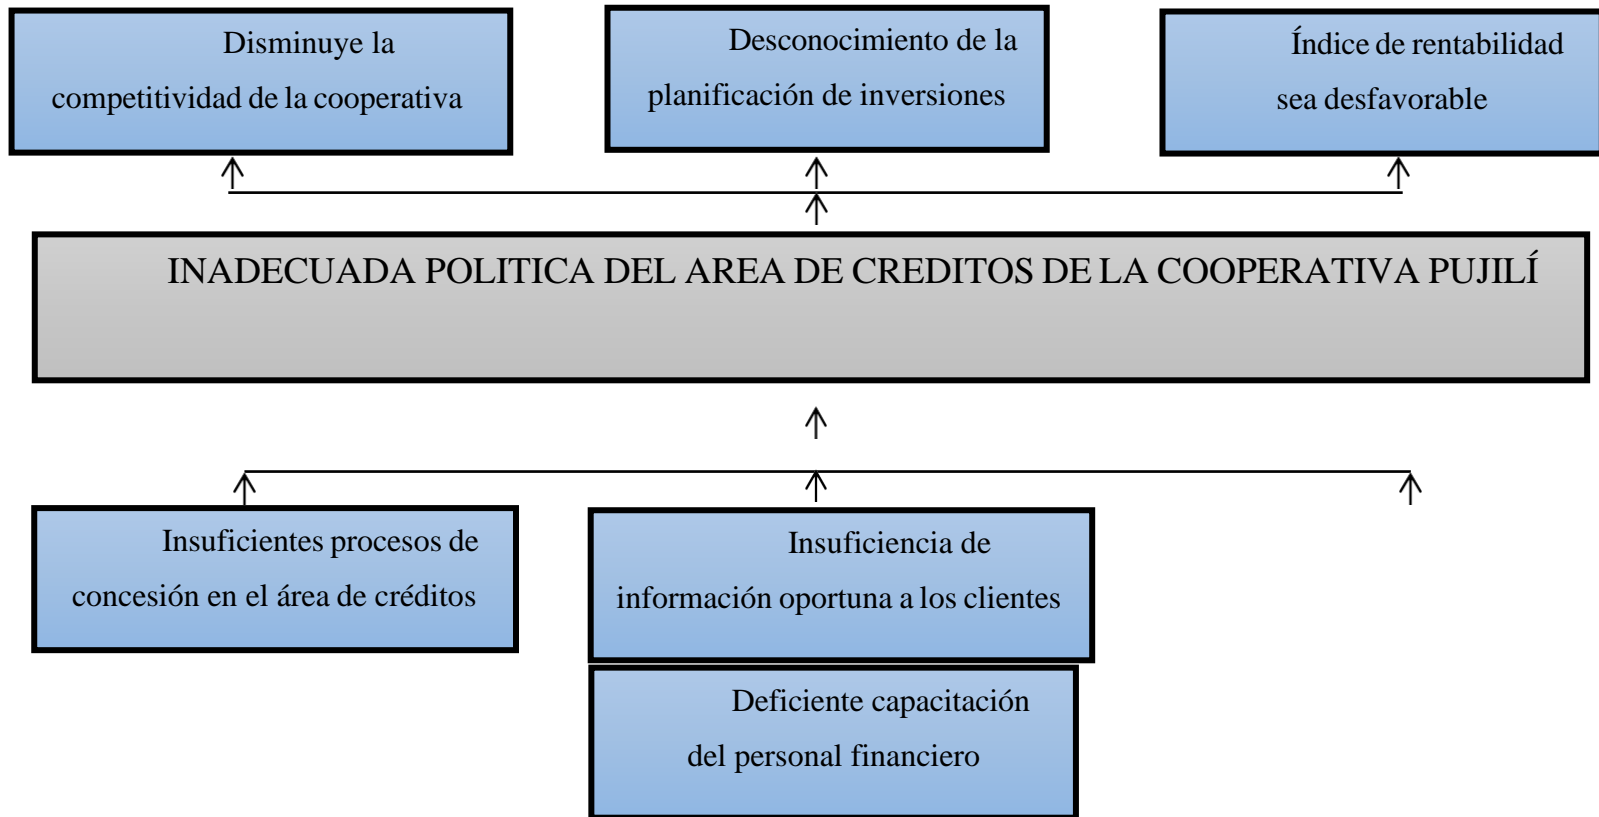 Disminuye la
competitividad de la cooperativa
Desconocimiento de la
planificación de inversiones
Índice de rentabilidad
sea desfavorable
INADECUADA POLITICA DEL AREA DE CREDITOS DE LA COOPERATIVA PUJILÍ
Insuficientes procesos de
concesión en el área de créditos
Insuficiencia de
información oportuna a los clientes
Deficiente capacitación
del personal financiero